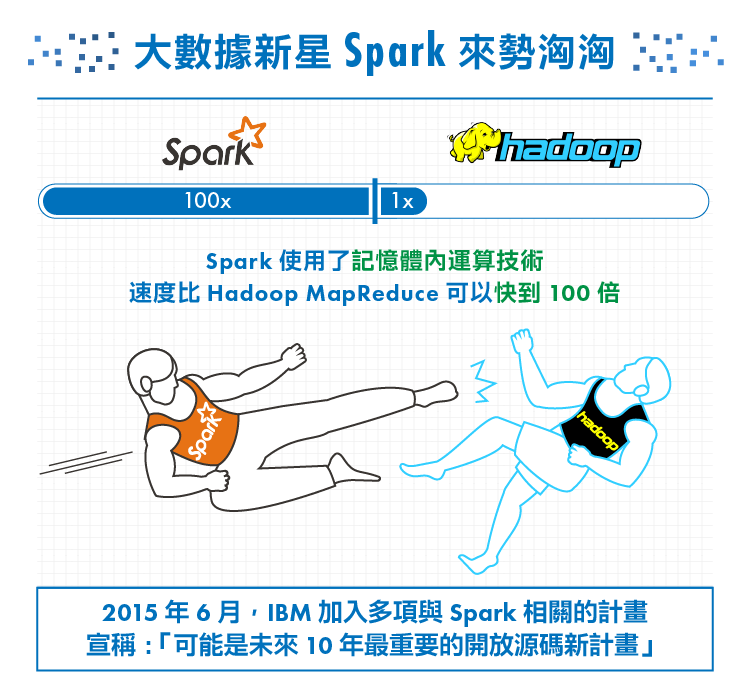 大數據新星 Spark 來勢洶洶
Spark
hadoop
100x
1x
Spark 使用了記憶體內運算技術
速度比 Hadoop MapReduce 可以快到 100 倍
Spark
hadoop
2015 年 6 月，IBM 加入多項與 Spark 相關的計畫
宣稱：「可能是未來 10 年最重要的開放源碼新計畫」